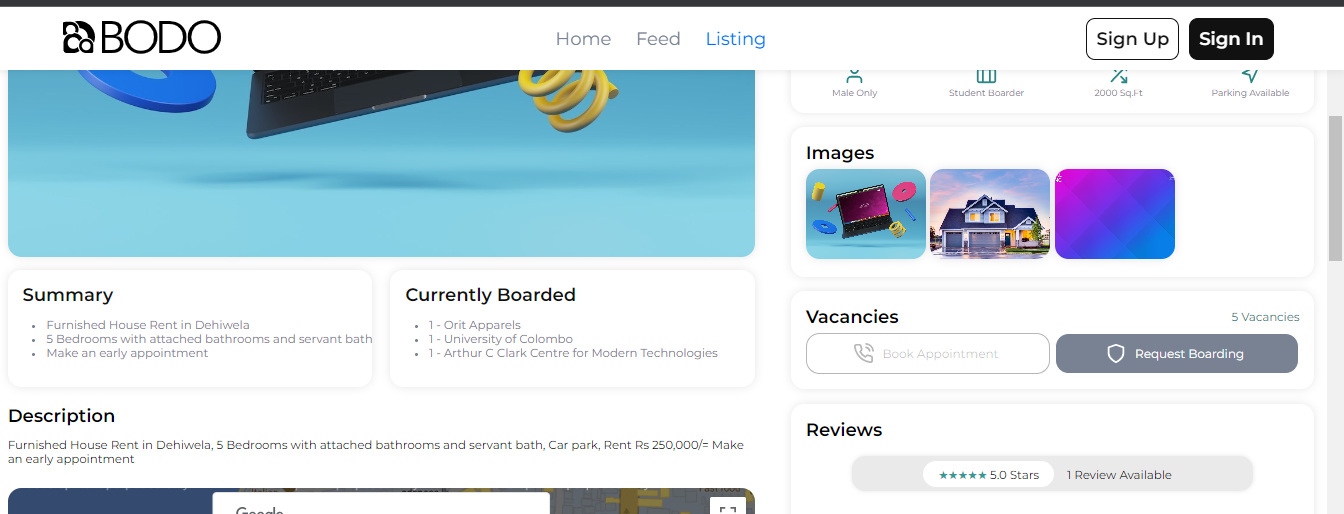 BODO
Home Feed Listing
Sign Up Sign In
Male Only Student Boarder 2000 Sq.Ft Parking Available
Images
Summary
Furnished House Rent in Dehiwela
5 Bedrooms with attached bathrooms and servant bath
Make an early appointment
Currently Boarded
1 - Orit Apparels
1 - University of Colombo
1 - Arthur C Clark Centre for Modern Technologies
Vacancies 5 Vacancies
Book Appointment Request Boarding
Description
Furnished House Rent in Dehiwela, 5 Bedrooms with attached bathrooms and servant bath, Car park, Rent Rs 250,000/= Make
an early appointment
Reviews
★★★★★ 5.0 Stars 1 Review Available
Google